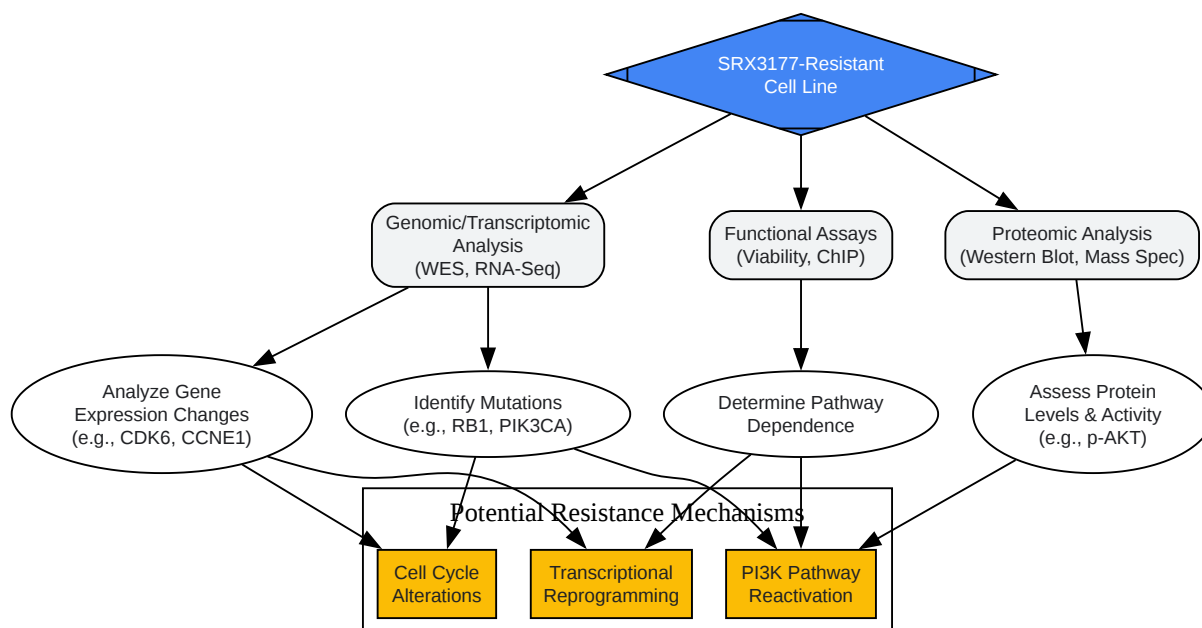 SRX3177-Resistant
Cell Line
Genomic/Transcriptomic
Analysis
(WES, RNA-Seq)
Functional Assays
(Viability, ChIP)
Proteomic Analysis
(Western Blot, Mass Spec)
Analyze Gene
Expression Changes
(e.g., CDK6, CCNE1)
Identify Mutations
(e.g., RB1, PIK3CA)
Determine Pathway
Dependence
Assess Protein
Levels & Activity
(e.g., p-AKT)
Potential Resistance Mechanisms
Cell Cycle
Alterations
Transcriptional
Reprogramming
PI3K Pathway
Reactivation